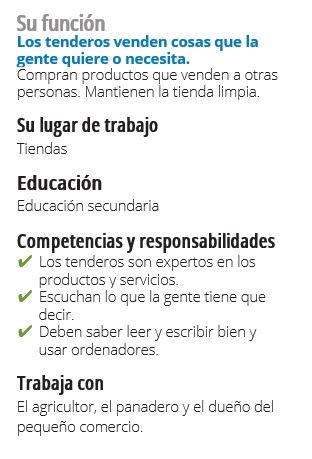 Su función
Los tenderos venden cosas que la
gente quiere o necesita.
Compran productos que venden a otras
personas. Mantienen la tienda limpia.
Su lugar de trabajo
Tiendas
Educación
Educación secundaria
Competencias y responsabilidades
✔ Los tenderos son expertos en los
productos y servicios.
✔ Escuchan lo que la gente tiene que
decir.
✔ Deben saber leer y escribir bien y
usar ordenadores.
Trabaja con
El agricultor, el panadero y el dueño del
pequeño comercio.